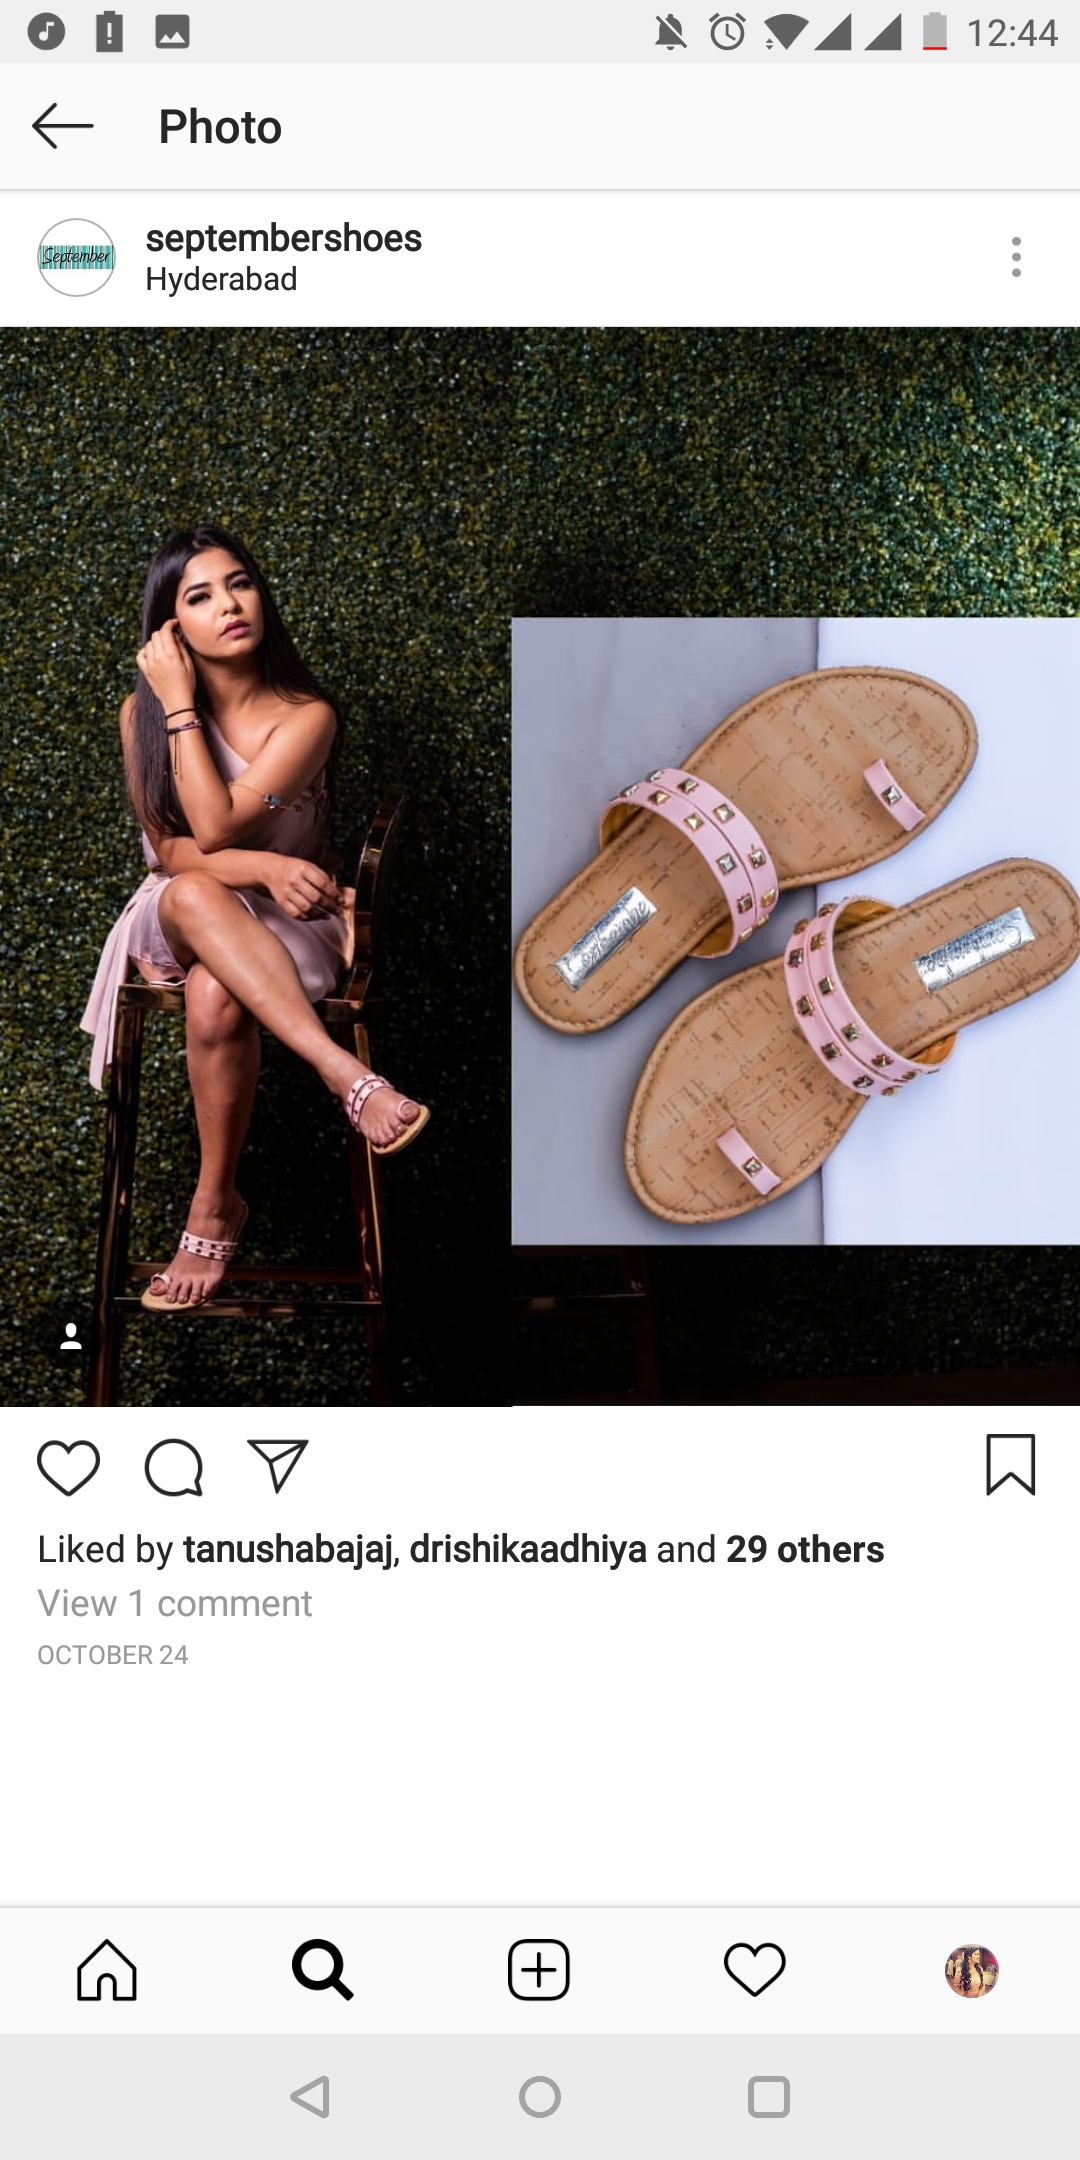 12:44
Photo
September
septembershoes
Hyderabad
Liked by tanushabajaj, drishikaadhiya and 29 others
View 1 comment
OCTOBER 24